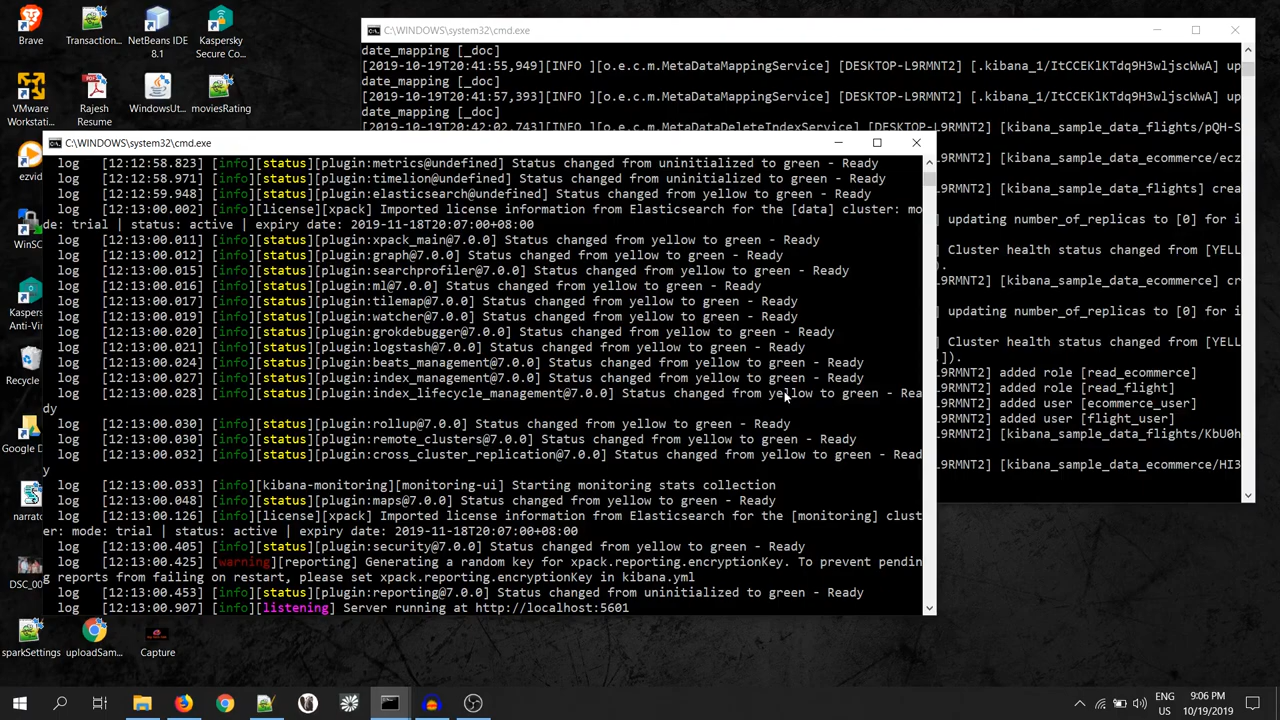 Brave
Transaction...
NetBeans IDE
8.1
Kaspersky
Secure Co...
VMware
Workstati...
Rajesh
Resume
WindowsUt...
moviesRating
ezvid
WinSC
Kaspers
Anti-Vir
Recycle
Google D
narrato
DSC_00
sparkSettings
uploadSam...
Capture
C:\WINDOWS\system32\cmd.exe
date_mapping [_doc]
[2019-10-19T20:41:55,949][INFO ][o.e.c.m.MetaDataMappingService] [DESKTOP-L9RMNT2] [.kibana_1/ItCCEKlKTdq9H3wljscWwA] up
date_mapping [_doc]
[2019-10-19T20:41:57,393][INFO ][o.e.c.m.MetaDataMappingService] [DESKTOP-L9RMNT2] [.kibana_1/ItCCEKlKTdq9H3wljscWwA] up
date_mapping [_doc]
[2019-10-19T20:42:02,743][INFO ][o.e.c.m.MetaDataDeleteIndexService] [DESKTOP-L9RMNT2] [kibana_sample_data_flights/pQH-S
L9RMNT2] [kibana_sample_data_ecommerce/ecz
L9RMNT2] [kibana_sample_data_flights] crea
] updating number_of_replicas to [0] for i
] Cluster health status changed from [YELL
).
L9RMNT2] [kibana_sample_data_ecommerce] cr
] updating number_of_replicas to [0] for i
] Cluster health status changed from [YELL
]).
L9RMNT2] added role [read_ecommerce]
L9RMNT2] added role [read_flight]
L9RMNT2] added user [ecommerce_user]
L9RMNT2] added user [flight_user]
L9RMNT2] [kibana_sample_data_flights/KbU0h
L9RMNT2] [kibana_sample_data_ecommerce/HI3
C:\WINDOWS\system32\cmd.exe
log [12:12:58.823] [info][status][plugin:metrics@undefined] Status changed from uninitialized to green - Ready
log [12:12:58.971] [info][status][plugin:timelion@undefined] Status changed from uninitialized to green - Ready
log [12:12:59.948] [info][status][plugin:elasticsearch@undefined] Status changed from yellow to green - Ready
log [12:13:00.002] [info][license][xpack] Imported license information from Elasticsearch for the [data] cluster: mo
de: trial | status: active | expiry date: 2019-11-18T20:07:00+08:00
log [12:13:00.011] [info][status][plugin:xpack_main@7.0.0] Status changed from yellow to green - Ready
log [12:13:00.012] [info][status][plugin:graph@7.0.0] Status changed from yellow to green - Ready
log [12:13:00.015] [info][status][plugin:searchprofiler@7.0.0] Status changed from yellow to green - Ready
log [12:13:00.016] [info][status][plugin:ml@7.0.0] Status changed from yellow to green - Ready
log [12:13:00.017] [info][status][plugin:tilemap@7.0.0] Status changed from yellow to green - Ready
log [12:13:00.019] [info][status][plugin:watcher@7.0.0] Status changed from yellow to green - Ready
log [12:13:00.020] [info][status][plugin:grokdebugger@7.0.0] Status changed from yellow to green - Ready
log [12:13:00.021] [info][status][plugin:logstash@7.0.0] Status changed from yellow to green - Ready
log [12:13:00.024] [info][status][plugin:beats_management@7.0.0] Status changed from yellow to green - Ready
log [12:13:00.027] [info][status][plugin:index_management@7.0.0] Status changed from yellow to green - Ready
log [12:13:00.028] [info][status][plugin:index_lifecycle_management@7.0.0] Status changed from yellow to green - Rea
dy
log [12:13:00.030] [info][status][plugin:rollup@7.0.0] Status changed from yellow to green - Ready
log [12:13:00.030] [info][status][plugin:remote_clusters@7.0.0] Status changed from yellow to green - Ready
log [12:13:00.032] [info][status][plugin:cross_cluster_replication@7.0.0] Status changed from yellow to green - Read
y
log [12:13:00.033] [info][kibana-monitoring][monitoring-ui] Starting monitoring stats collection
log [12:13:00.048] [info][status][plugin:maps@7.0.0] Status changed from yellow to green - Ready
log [12:13:00.126] [info][license][xpack] Imported license information from Elasticsearch for the [monitoring] clust
er: mode: trial | status: active | expiry date: 2019-11-18T20:07:00+08:00
log [12:13:00.405] [info][status][plugin:security@7.0.0] Status changed from yellow to green - Ready
log [12:13:00.425] [warning][reporting] Generating a random key for xpack.reporting.encryptionKey. To prevent pendin
g reports from failing on restart, please set xpack.reporting.encryptionKey in kibana.yml
log [12:13:00.453] [info][status][plugin:reporting@7.0.0] Status changed from uninitialized to green - Ready
log [12:13:00.907] [info][listening] Server running at http://localhost:5601
ENG
US
9:06 PM
10/19/2019